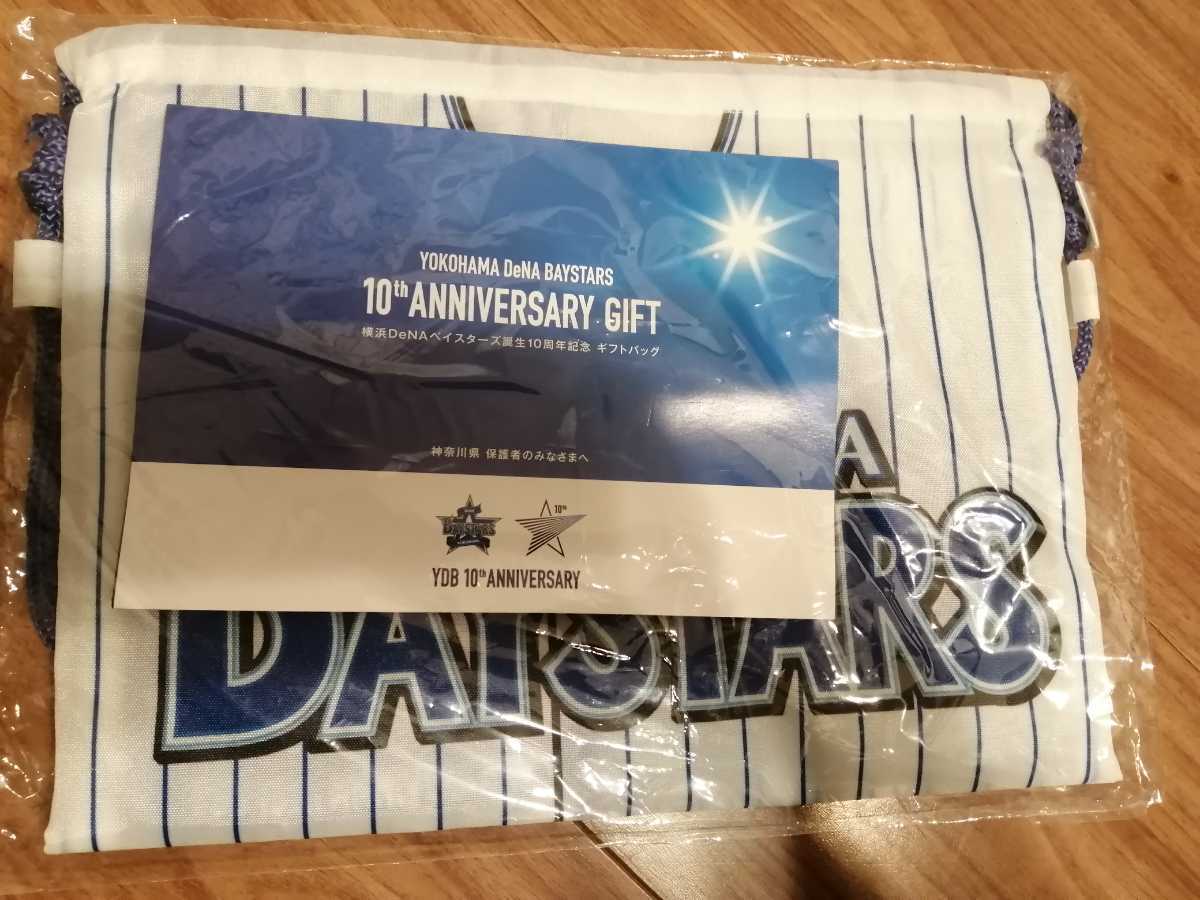 YOKOHAMA DeNA BAYSTARS
10th ANNIVERSARY GIFT
横浜DeNAベイスターズ誕生10周年記念 ギフトバッグ
神奈川県 保護者のみなさまへ
BAYSTARS
10th
YDB 10th ANNIVERSARY
A
BAYSTARS